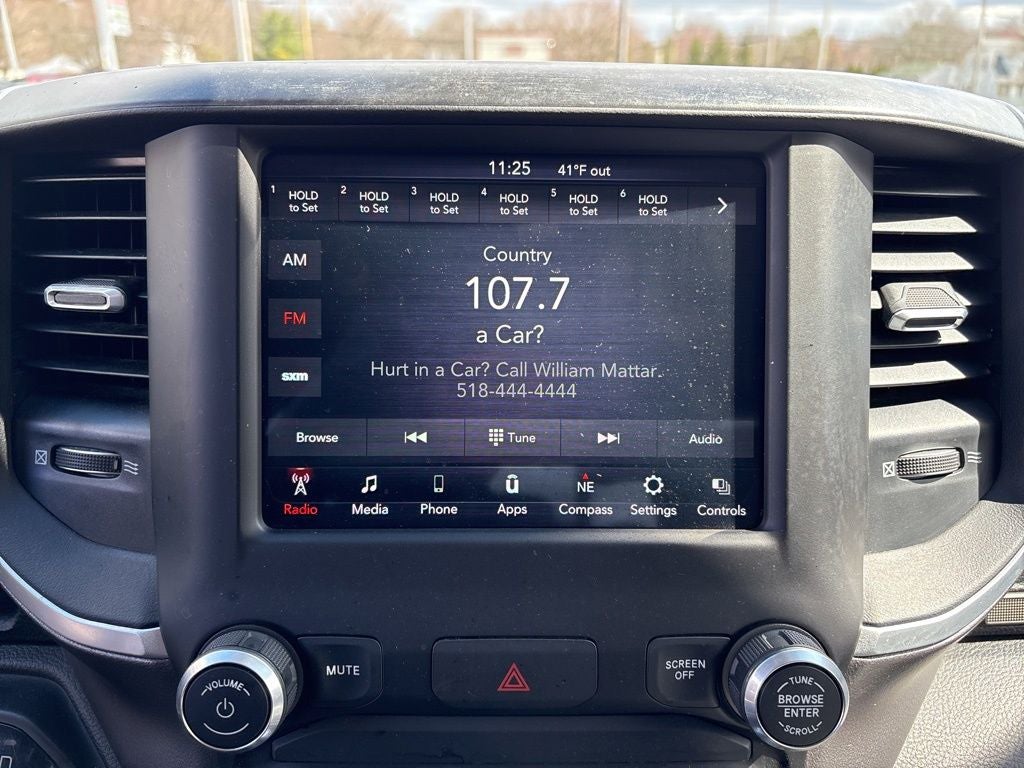 11:25 41°F out
1 HOLD to Set 2 HOLD to Set 3 HOLD to Set 4 HOLD to Set 5 HOLD to Set 6 HOLD to Set
AM
FM
sxm
Country
107.7
a Car?
Hurt in a Car? Call William Mattar.
518-444-4444
Browse Tune Audio
NE
Radio Media Phone Apps Compass Settings Controls
VOLUME
MUTE
SCREEN
OFF
TUNE
BROWSE
ENTER
SCROLL